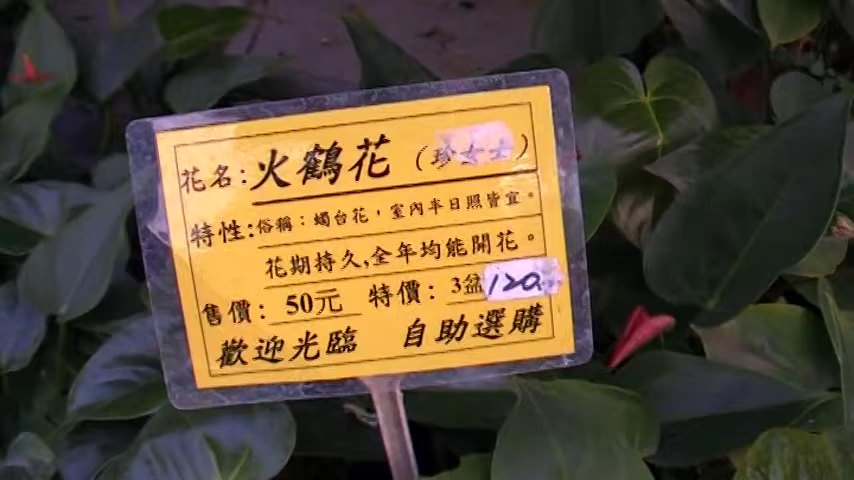 花名:火鶴花(珍女士)
特性:俗稱:蠋台花,室內半日照皆宜。
花期持久,全年均能開花。
售價: 50元 特價: 3盆120
歡迎光臨 自助選購